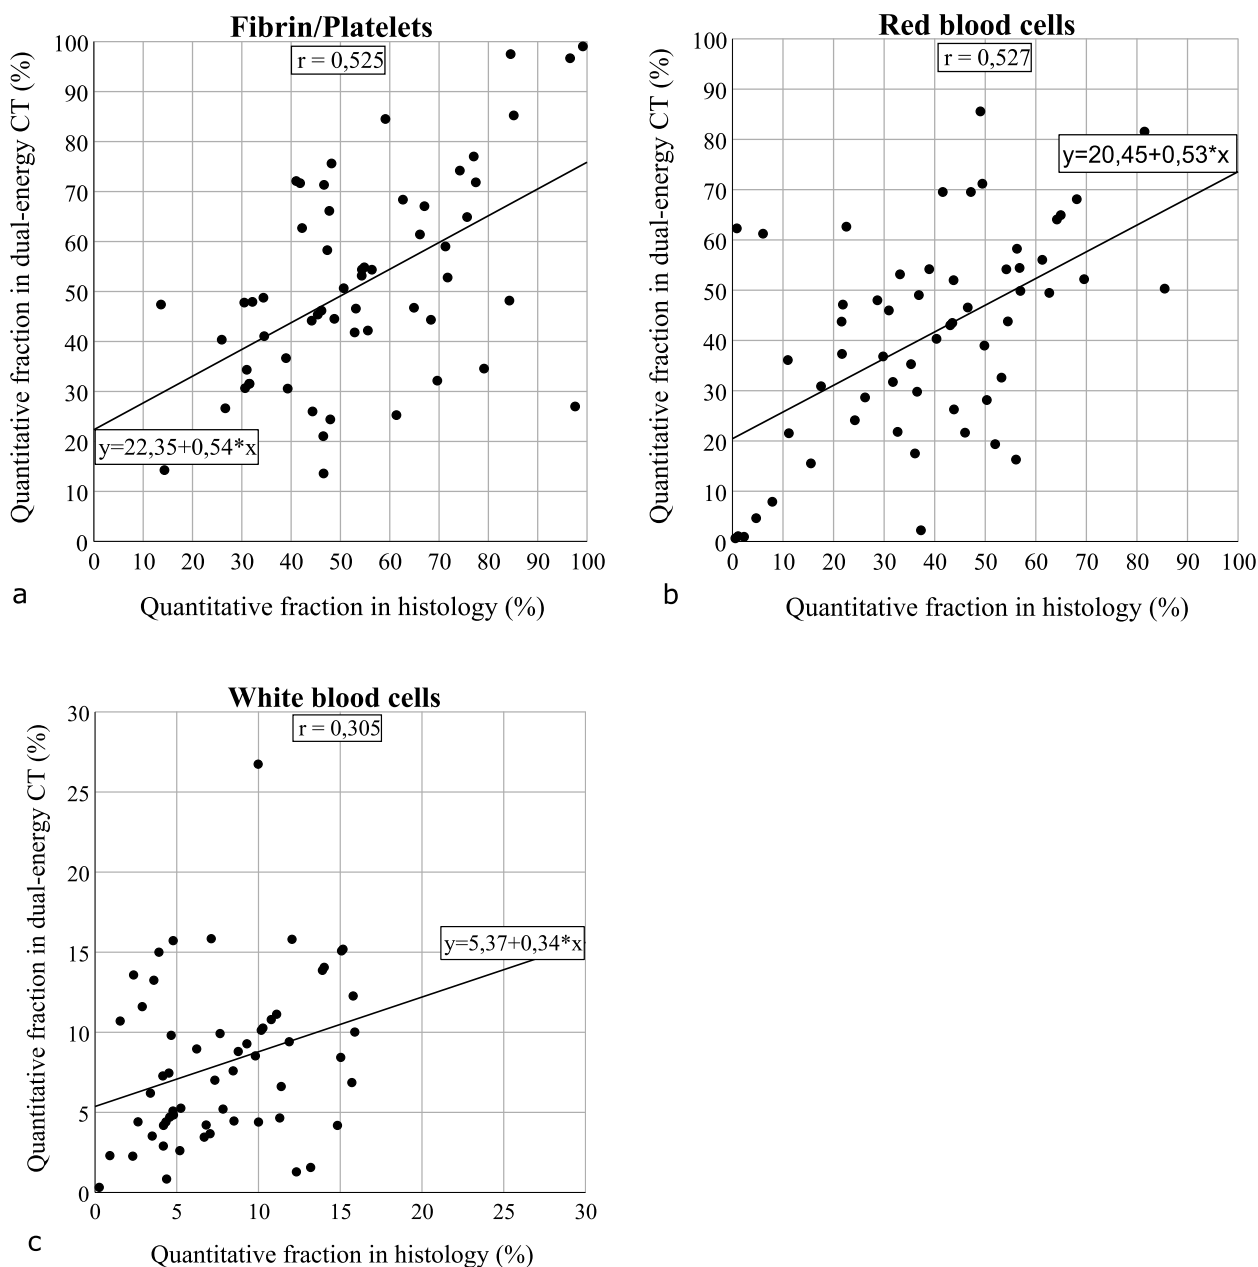 Fibrin/Platelets
r = 0,525
Quantitative fraction in dual-energy CT (%)
100
90
80
70
60
50
40
30
20
10
0
y=22,35+0,54*x
0 10 20 30 40 50 60 70 80 90 100
Quantitative fraction in histology (%)
a
Red blood cells
r = 0,527
Quantitative fraction in dual-energy CT (%)
100
90
80
70
60
50
40
30
20
10
0
y=20,45+0,53*x
0 10 20 30 40 50 60 70 80 90 100
Quantitative fraction in histology (%)
b
White blood cells
r = 0,305
Quantitative fraction in dual-energy CT (%)
30
25
20
15
10
5
0
y=5,37+0,34*x
0 5 10 15 20 25 30
Quantitative fraction in histology (%)
c